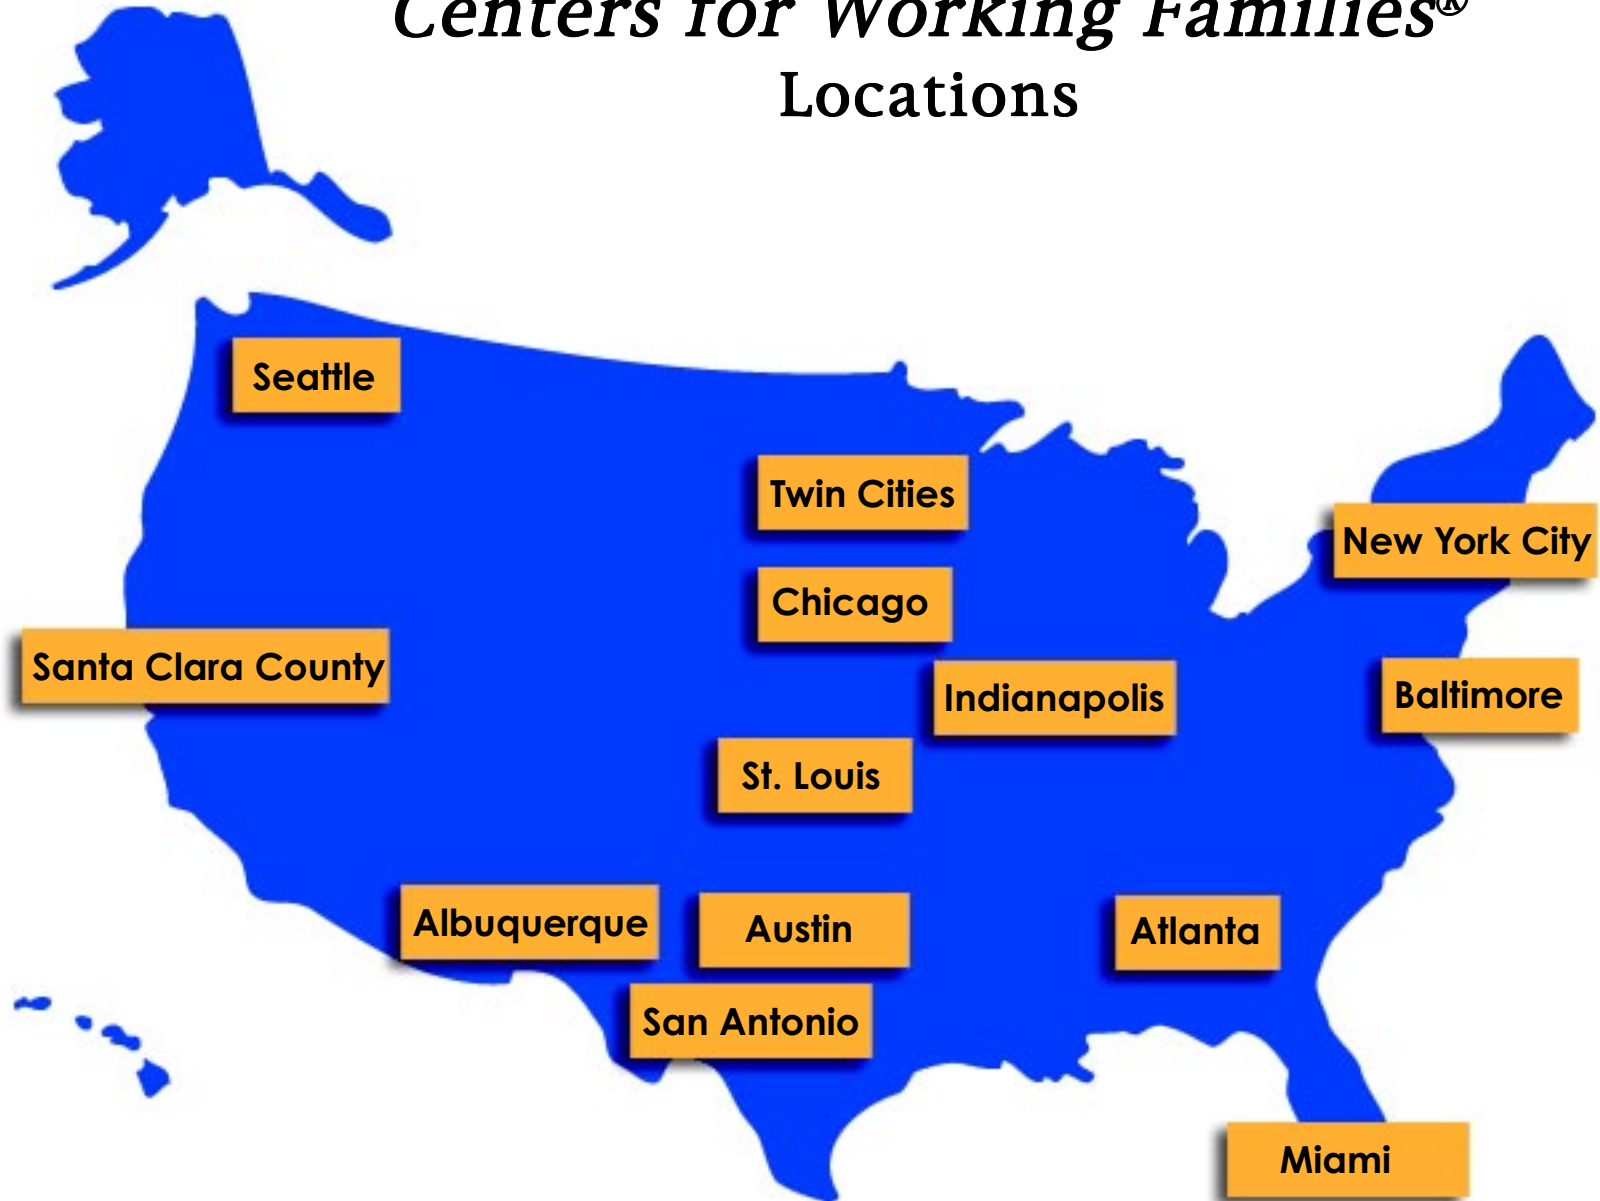 Centers for Working Families®
Locations
Seattle
Twin Cities
New York City
Chicago
Santa Clara County
Indianapolis
Baltimore
St. Louis
Albuquerque
Austin
Atlanta
San Antonio
Miami